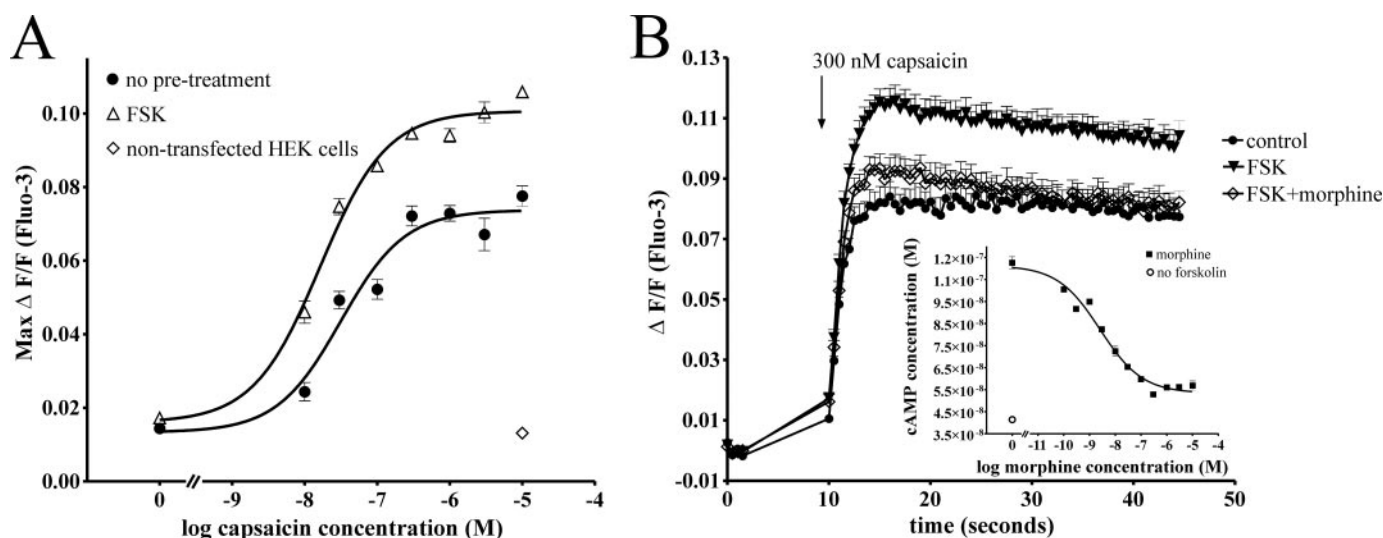 A
Max Δ F/F (Fluo-3)
0.10
0.08
0.06
0.04
0.02
0.00
no pre-treatment
FSK
non-transfected HEK cells
0
-9
-8
-7
-6
-5
-4
log capsaicin concentration (M)
B
Δ F/F (Fluo-3)
0.13
0.11
0.09
0.07
0.05
0.03
0.01
-0.01
300 nM capsaicin
control
FSK
FSK+morphine
0
10
20
30
40
50
time (seconds)
cAMP concentration (M)
1.2×10⁻⁷
1.1×10⁻⁷
9.5×10⁻⁸
8.5×10⁻⁸
7.5×10⁻⁸
6.5×10⁻⁸
5.5×10⁻⁸
4.5×10⁻⁸
3.5×10⁻⁸
morphine
no forskolin
0
-11
-10
-9
-8
-7
-6
-5
-4
log morphine concentration (M)